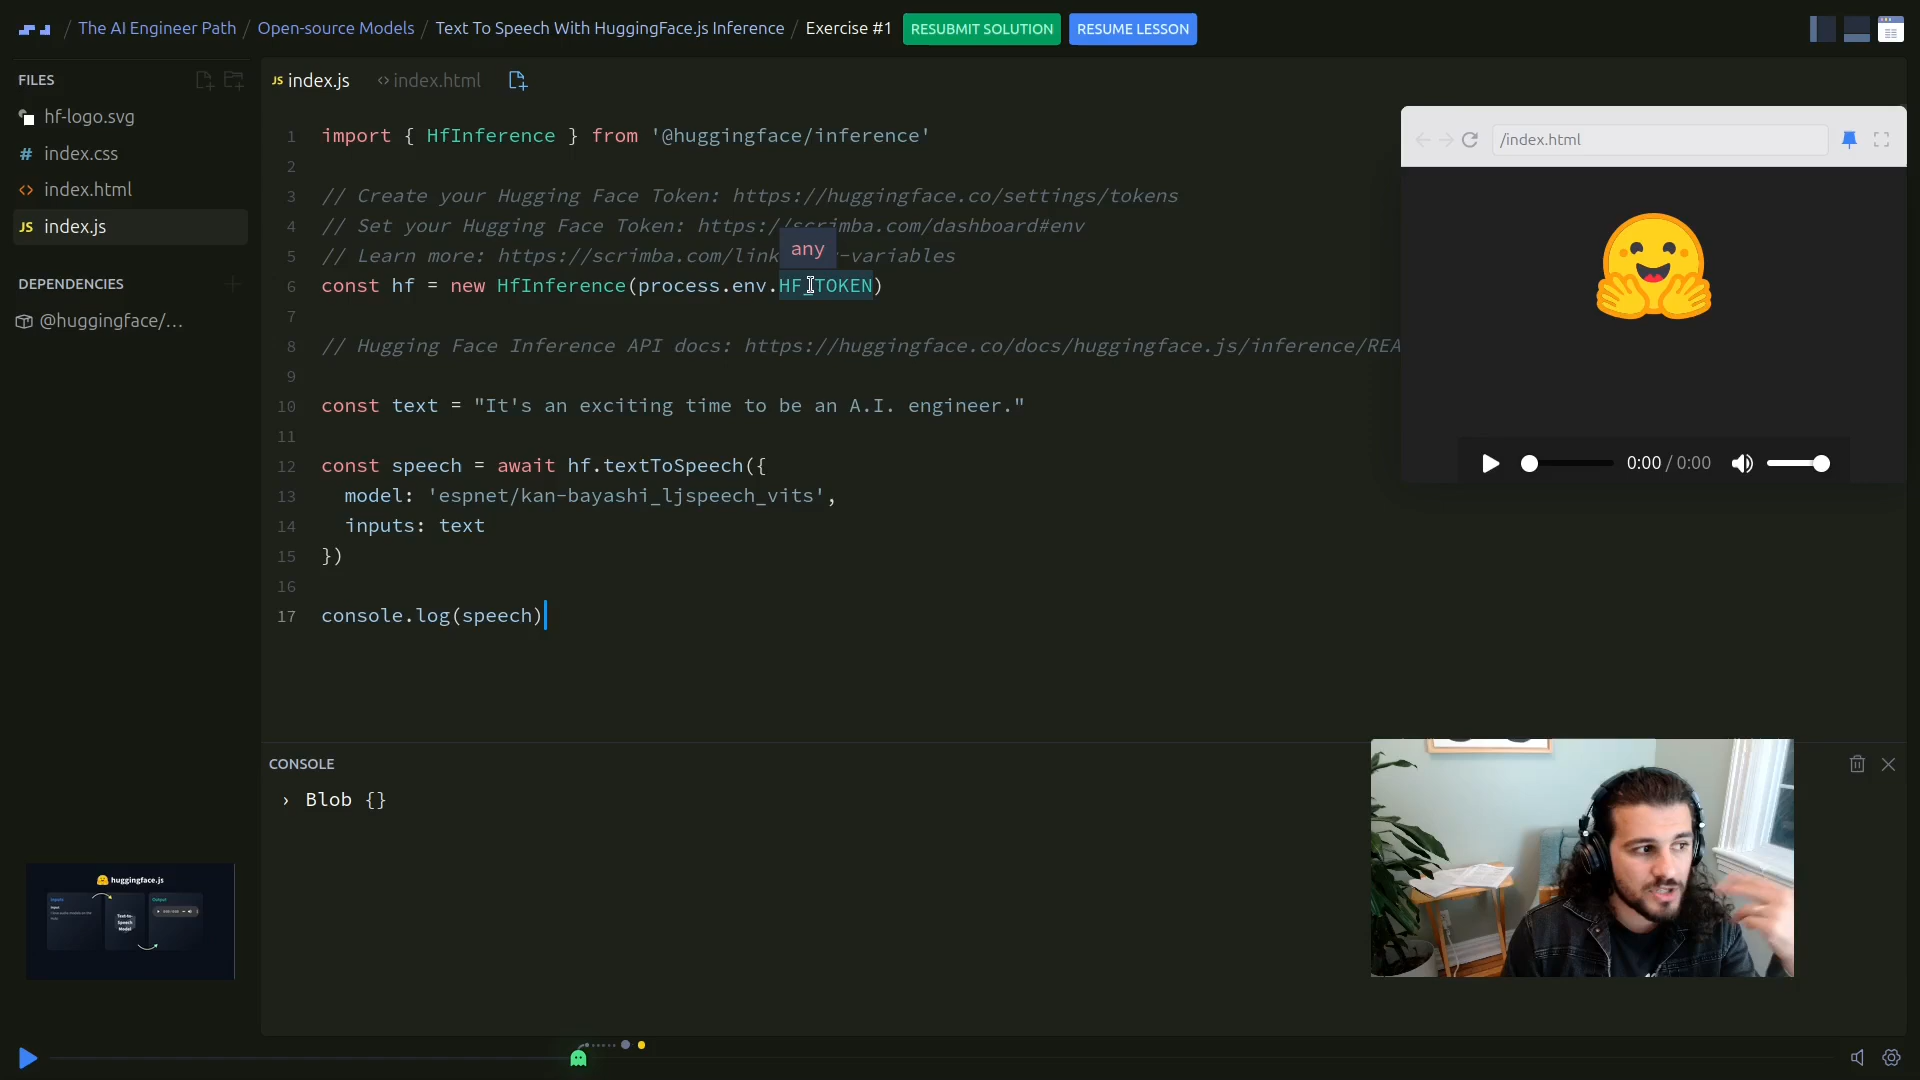 / The AI Engineer Path / Open-source Models / Text To Speech With HuggingFace.js Inference / Exercise #1 RESUBMIT SOLUTION RESUME LESSON
FILES
hf-logo.svg
# index.css
<> index.html
JS index.js
DEPENDENCIES
@huggingface/...
JS index.js <> index.html
1 import { HfInference } from '@huggingface/inference'
2
3 // Create your Hugging Face Token: https://huggingface.co/settings/tokens
4 // Set your Hugging Face Token: https://scrimba.com/dashboard#env
any
5 // Learn more: https://scrimba.com/link -variables
6 const hf = new HfInference(process.env.HF_TOKEN)
7
8 // Hugging Face Inference API docs: https://huggingface.co/docs/huggingface.js/inference/REA
9
10 const text = "It's an exciting time to be an A.I. engineer."
11
12 const speech = await hf.textToSpeech({
13 model: 'espnet/kan-bayashi_ljspeech_vits',
14 inputs: text
15 })
16
17 console.log(speech)
/index.html
0:00 / 0:00
CONSOLE
› Blob {}
huggingface.js
Output
Text-to-
Speech
Model